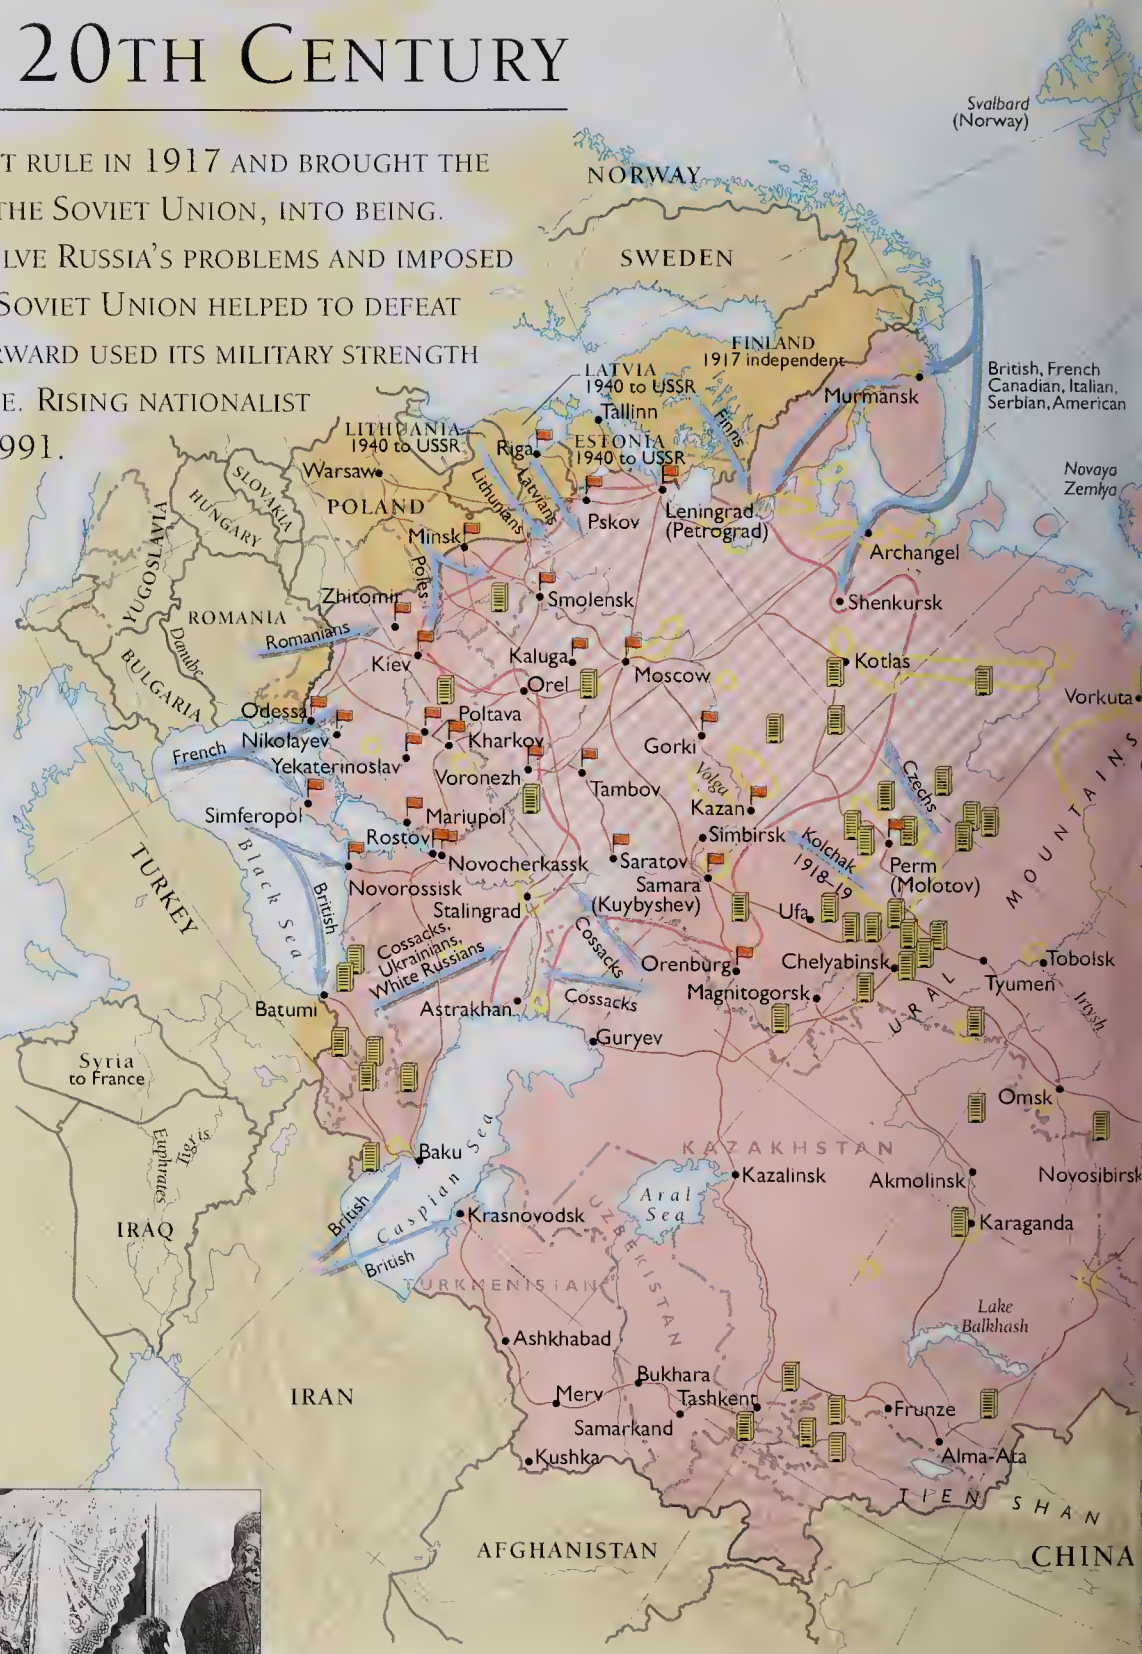 20TH CENTURY
T RULE IN 1917 AND BROUGHT THE
THE SOVIET UNION, INTO BEING.
LVE RUSSIA'S PROBLEMS AND IMPOSED
SOVIET UNION HELPED TO DEFEAT
RWARD USED ITS MILITARY STRENGTH
E. RISING NATIONALIST
991.
Svalbard
(Norway)
NORWAY
SWEDEN
FINLAND
1917 independent
LATVIA
1940 to USSR
British, French
Canadian, Italian,
Serbian, American
Murmansk
Tallinn
Finns
LITHUANIA
1940 to USSR
Riga
ESTONIA
1940 to USSR
Warsaw
Novaya
Zemlya
SLOVAKIA
HUNGARY
POLAND
Lithunians
Latvians
Pskov
Leningrad
(Petrograd)
Minsk
Archangel
YUGOSLAVIA
Poles
Zhitomir
Smolensk
Shenkursk
ROMANIA
Romanians
Danube
BULGARIA
Kiev
Kaluga
Moscow
Kotlas
Orel
Vorkuta
Odessa
Poltava
Nikolayev
Kharkov
Gorki
French
Yekaterinoslav
Voronezh
Tambov
Volga
Czechs
Kazan
Simferopol
Mariupol
Rostov
Simbirsk
Kolchak
1918–19
Perm
(Molotov)
MOUNTAINS
TURKEY
Black Sea
British
Novocherkassk
Saratov
Novorossisk
Samara
(Kuybyshev)
Stalingrad
Ufa
Cossacks,
Ukrainians,
White Russians
Cossacks
Orenburg
Chelyabinsk
Tobolsk
Tyumen
Cossacks
Magnitogorsk
URAL
Irtysh
Batumi
Astrakhan
Guryev
Syria
to France
Omsk
Euphrates
Tigris
KAZAKHSTAN
Baku
Caspian Sea
Aral
Sea
Kazalinsk
Akmolinsk
Novosibirsk
IRAQ
British
Krasnovodsk
Karaganda
British
UZBEKISTAN
TURKMENISTAN
Lake
Balkhash
Ashkhabad
IRAN
Bukhara
Merv
Tashkent
Samarkand
Frunze
Kushka
Alma-Ata
TIEN SHAN
AFGHANISTAN
CHINA